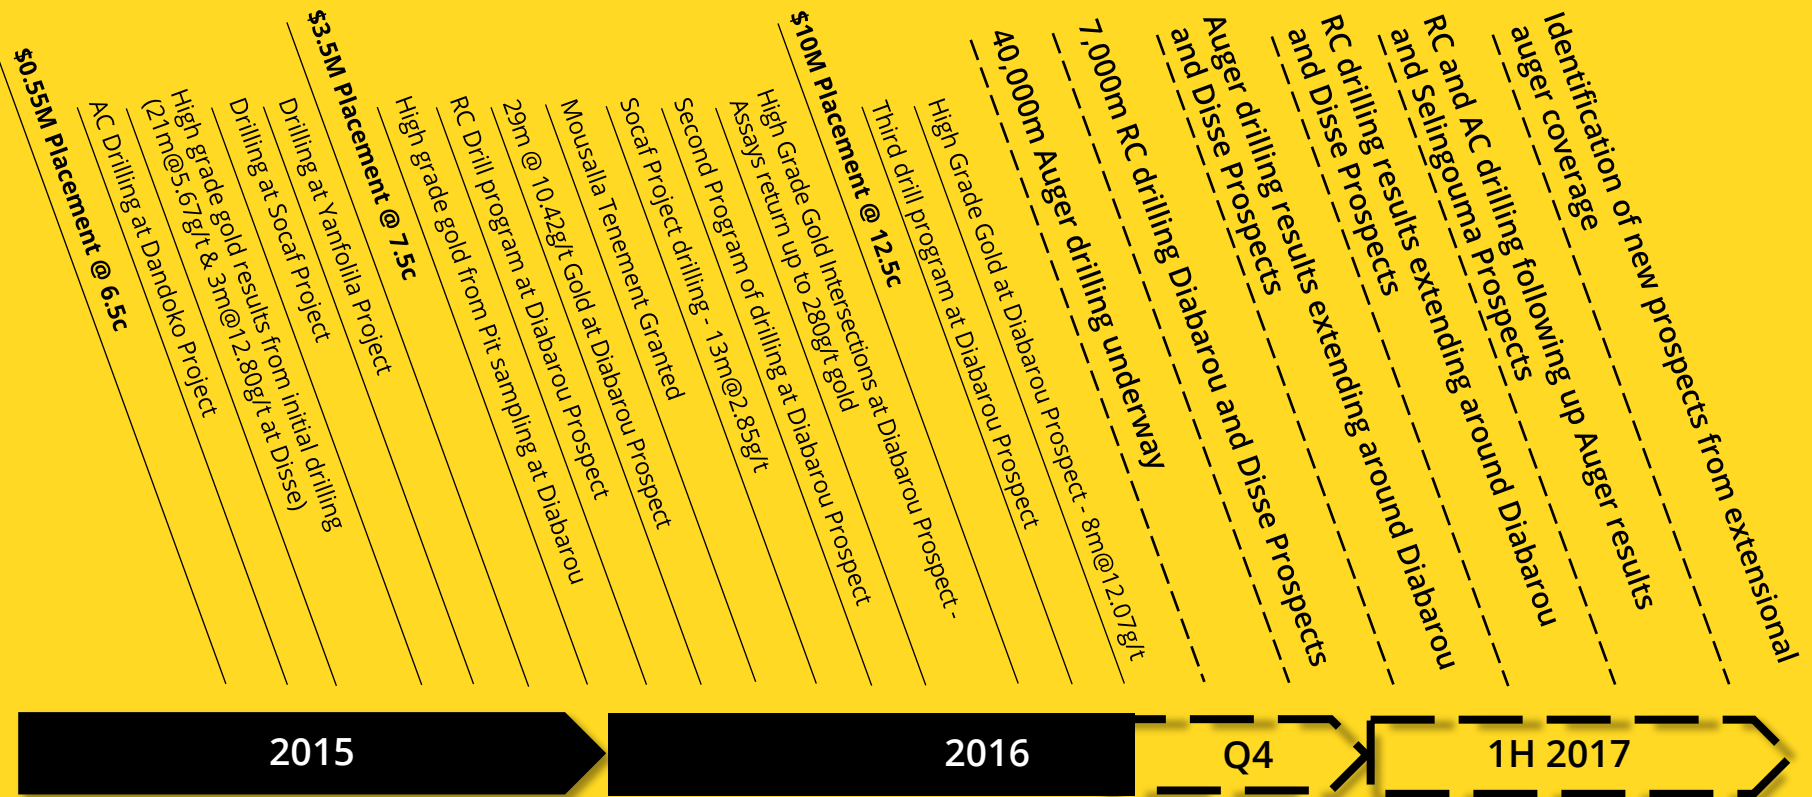 $0.55M Placement @ 6.5c
AC Drilling at Dandoko Project
High grade gold results from initial drilling
(21m@5.67g/t & 3m@12.80g/t at Disse)
Drilling at Socaf Project
Drilling at Yanfolila Project
$3.5M Placement @ 7.5c
High grade gold from Pit sampling at Diabarou
RC Drill program at Diabarou Prospect
29m @ 10.42g/t Gold at Diabarou Prospect
Mousalla Tenement Granted
Socaf Project drilling - 13m@2.85g/t
Second Program of drilling at Diabarou Prospect
High Grade Gold Intersections at Diabarou Prospect -
Assays return up to 280g/t gold
$10M Placement @ 12.5c
Third drill program at Diabarou Prospect
High Grade Gold at Diabarou Prospect - 8m@12.07g/t
40,000m Auger drilling underway
7,000m RC drilling Diabarou and Disse Prospects
Auger drilling results extending around Diabarou
and Disse Prospects
RC drilling results extending around Diabarou
and Disse Prospects
RC and AC drilling following up Auger results
and Selingouma Prospects
Identification of new prospects from extensional
auger coverage
2015
2016
Q4
1H 2017